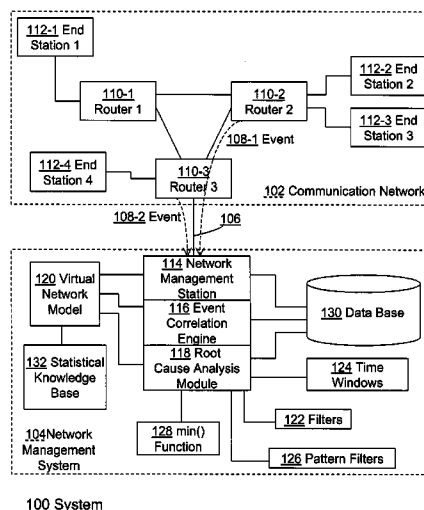 112-1 End
Station 1
110-1
Router 1
110-2
Router 2
112-2 End
Station 2
112-3 End
Station 3
108-1 Event
112-4 End
Station 4
110-3
Router 3
102 Communication Network
108-2 Event
106
114 Network
Management
Station
120 Virtual
Network
Model
116 Event
Correlation
Engine
130 Data Base
118 Root
Cause Analysis
Module
132 Statistical
Knowledge
Base
124 Time
Windows
122 Filters
104Network
Management
System
128 min()
Function
126 Pattern Filters
100 System